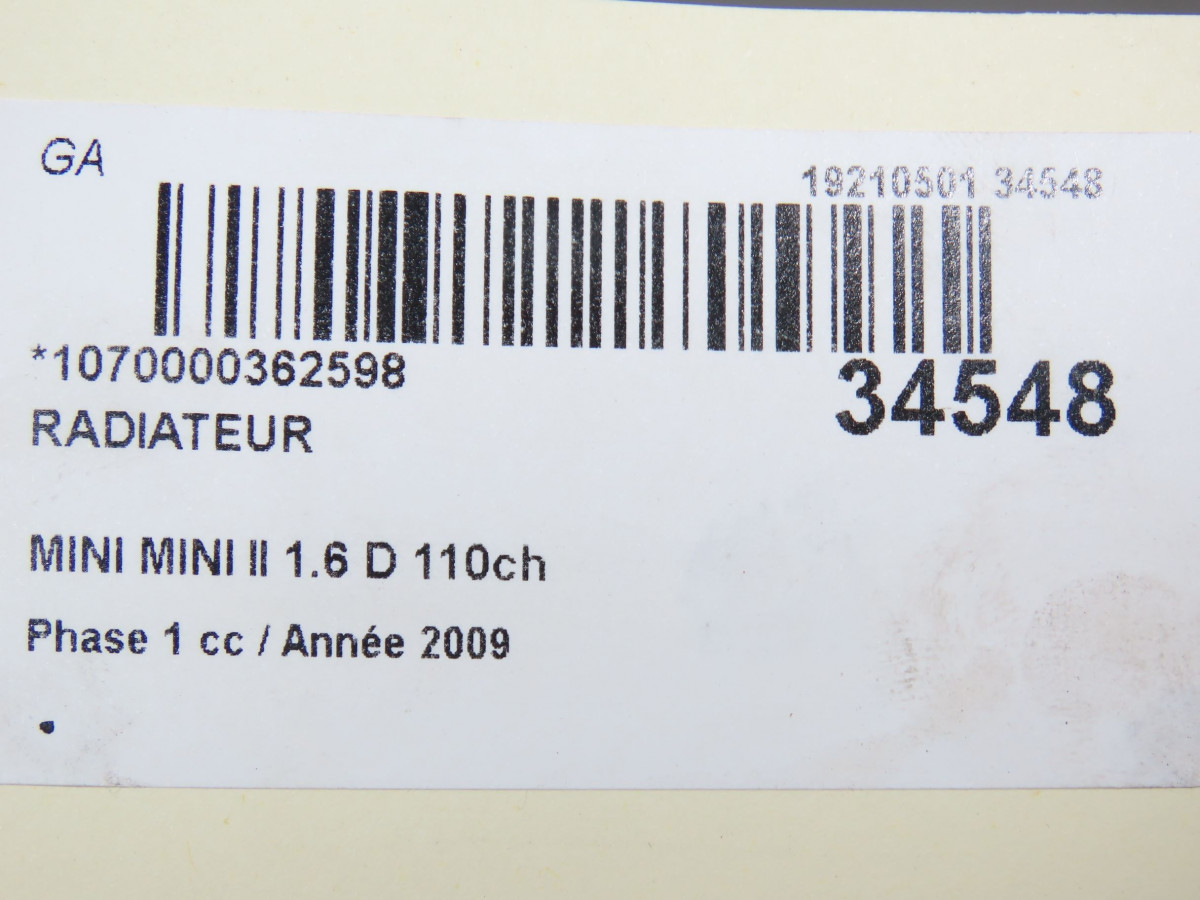 GA
19210501 34548
*1070000362598
34548
RADIATEUR
MINI MINI II 1.6 D 110ch
Phase 1 cc / Année 2009
.